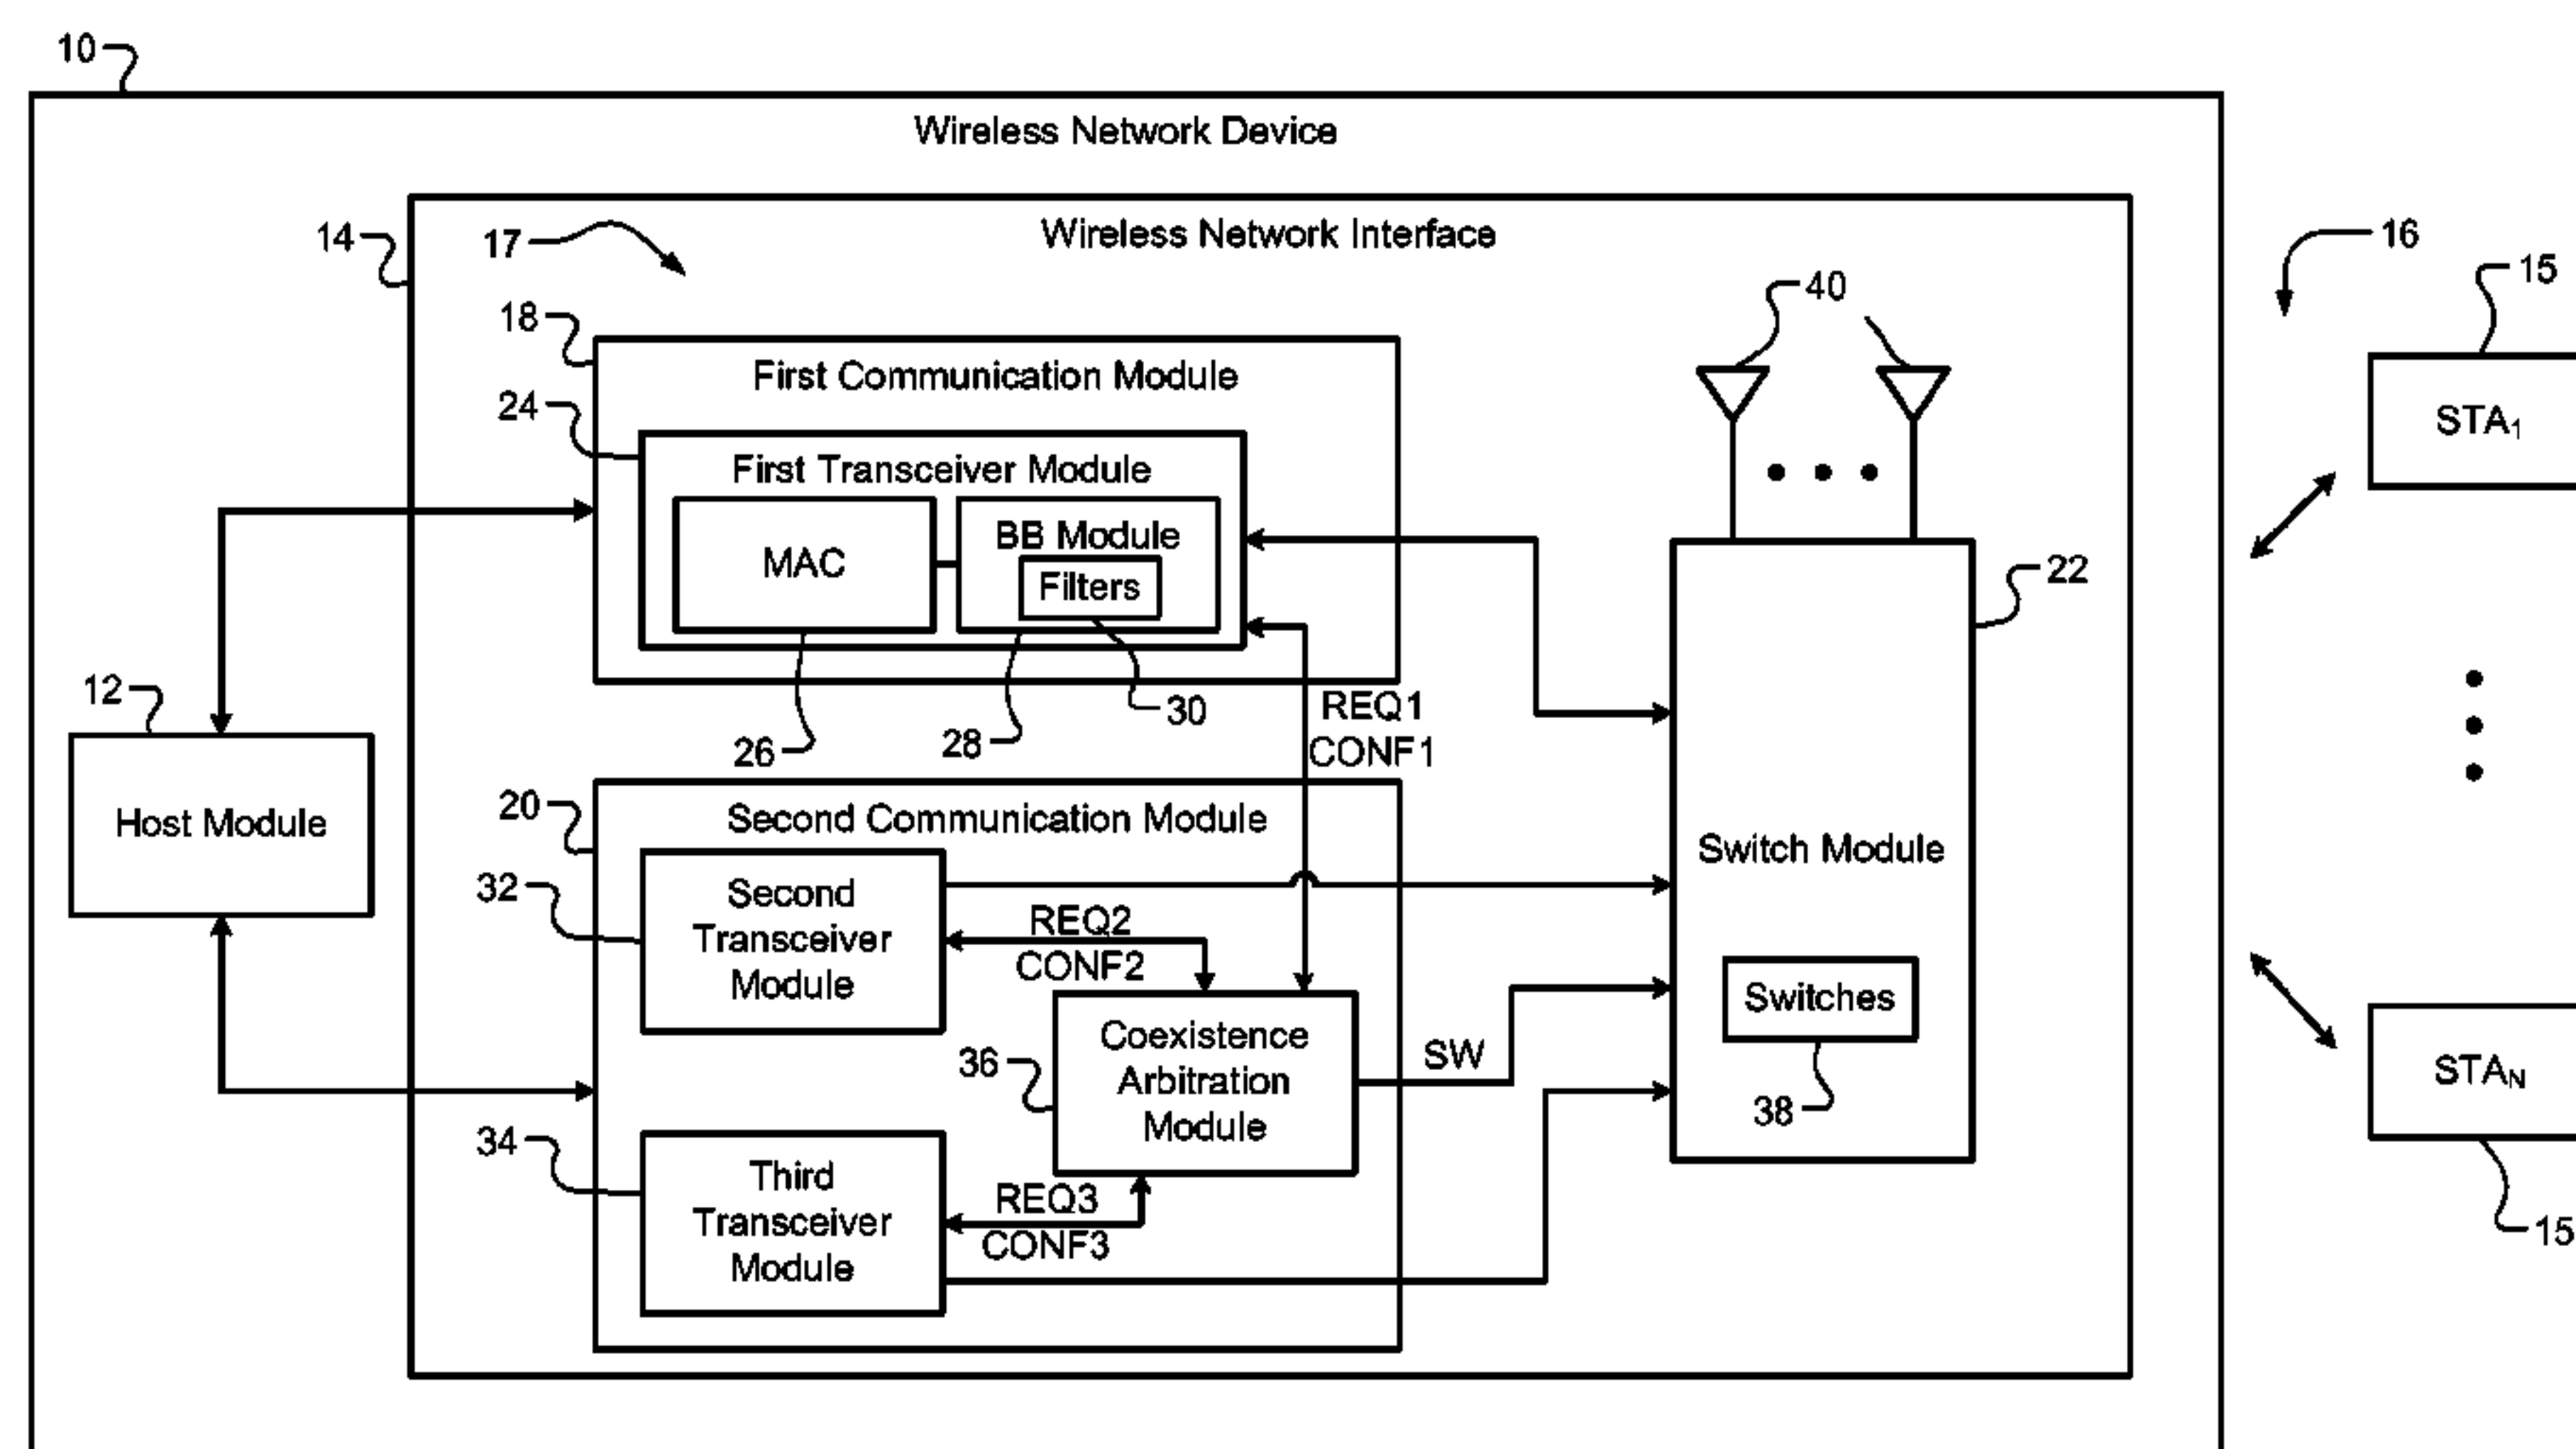 10
Wireless Network Device
14
17
Wireless Network Interface
16
15
40
18
First Communication Module
24
First Transceiver Module
STA₁
MAC
BB Module
Filters
22
12
26
28
30
REQ1
CONF1
Host Module
20
Second Communication Module
Switch Module
32
Second
Transceiver
Module
REQ2
CONF2
Switches
36
Coexistence
Arbitration
Module
SW
38
STA_N
34
Third
Transceiver
Module
REQ3
CONF3
15